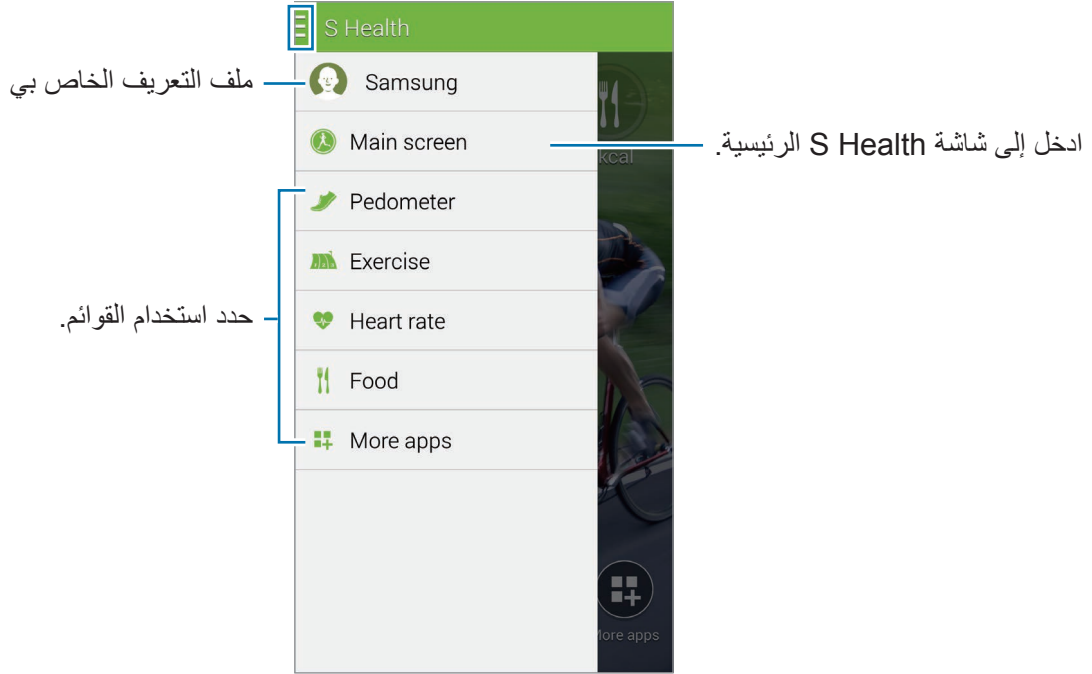 S Health
ملف التعريف الخاص بي
Samsung
Main screen
kcal
ادخل إلى شاشة S Health الرئيسية.
Pedometer
Exercise
حدد استخدام القوائم.
Heart rate
Food
More apps
More apps